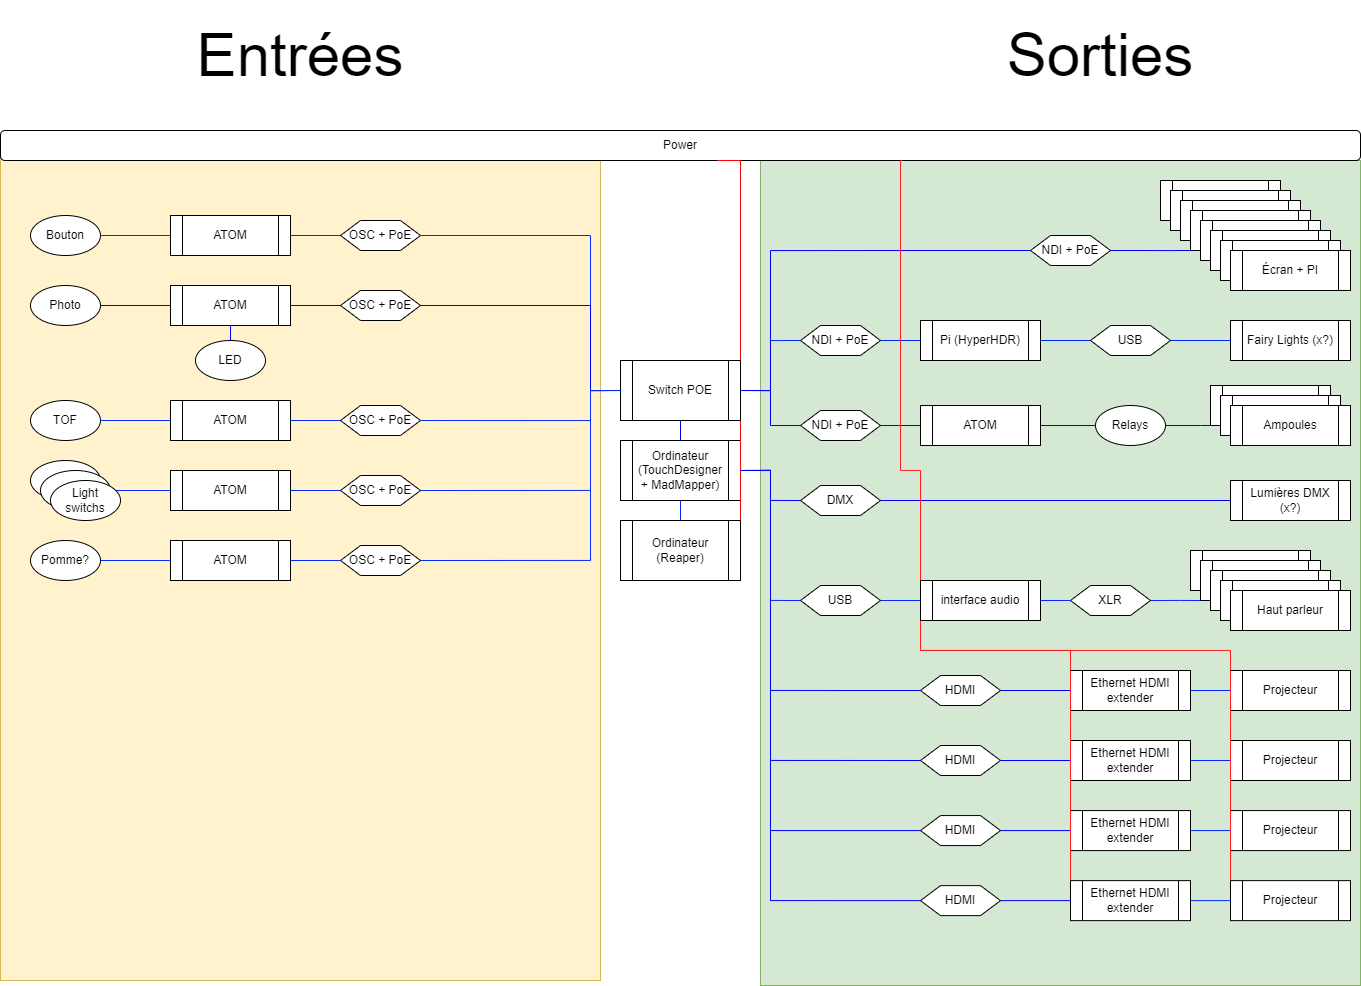 Entrées
Sorties
Power
Bouton
ATOM
OSC + PoE
Photo
ATOM
OSC + PoE
LED
TOF
ATOM
OSC + PoE
Light
switchs
ATOM
OSC + PoE
Pomme?
ATOM
OSC + PoE
Switch POE
Ordinateur
(TouchDesigner
+ MadMapper)
Ordinateur
(Reaper)
NDI + PoE
Écran + PI
NDI + PoE
Pi (HyperHDR)
USB
Fairy Lights (x?)
NDI + PoE
ATOM
Relays
Ampoules
DMX
Lumières DMX
(x?)
USB
interface audio
XLR
Haut parleur
HDMI
Ethernet HDMI
extender
Projecteur
HDMI
Ethernet HDMI
extender
Projecteur
HDMI
Ethernet HDMI
extender
Projecteur
HDMI
Ethernet HDMI
extender
Projecteur